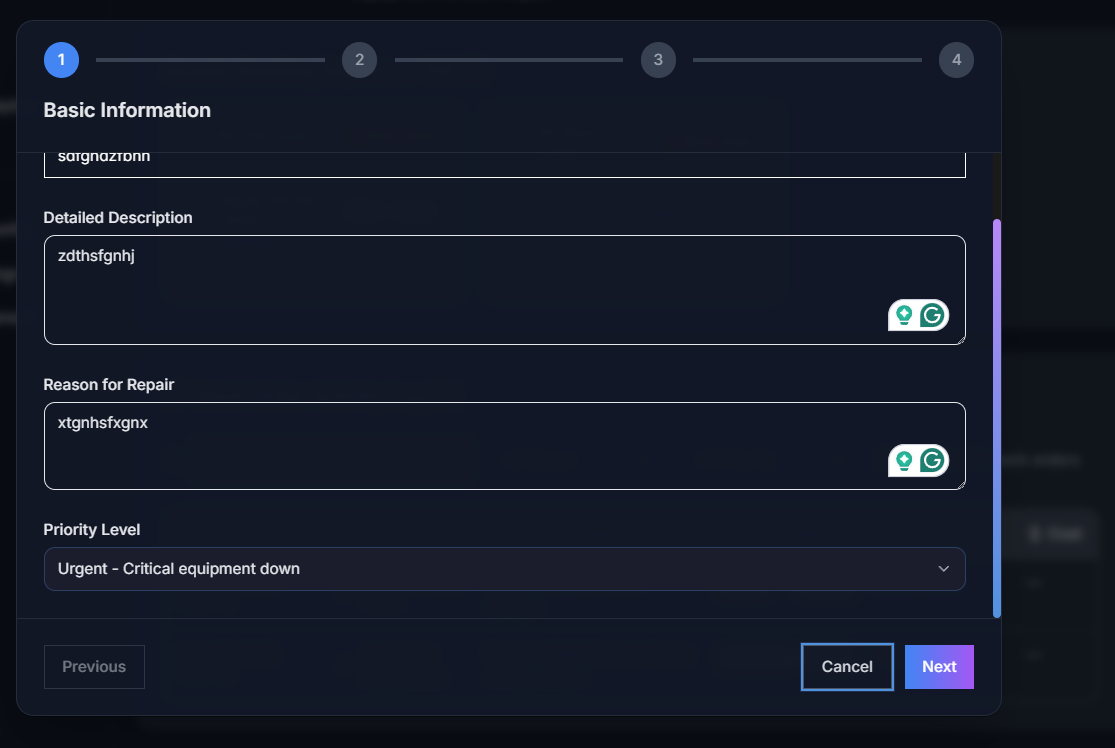 1
2
3
4
Basic Information
sdfghdzfbhh
Detailed Description
zdthsfgnhj
Reason for Repair
xtgnhsfxgnx
Priority Level
Urgent - Critical equipment down
Previous
Cancel
Next